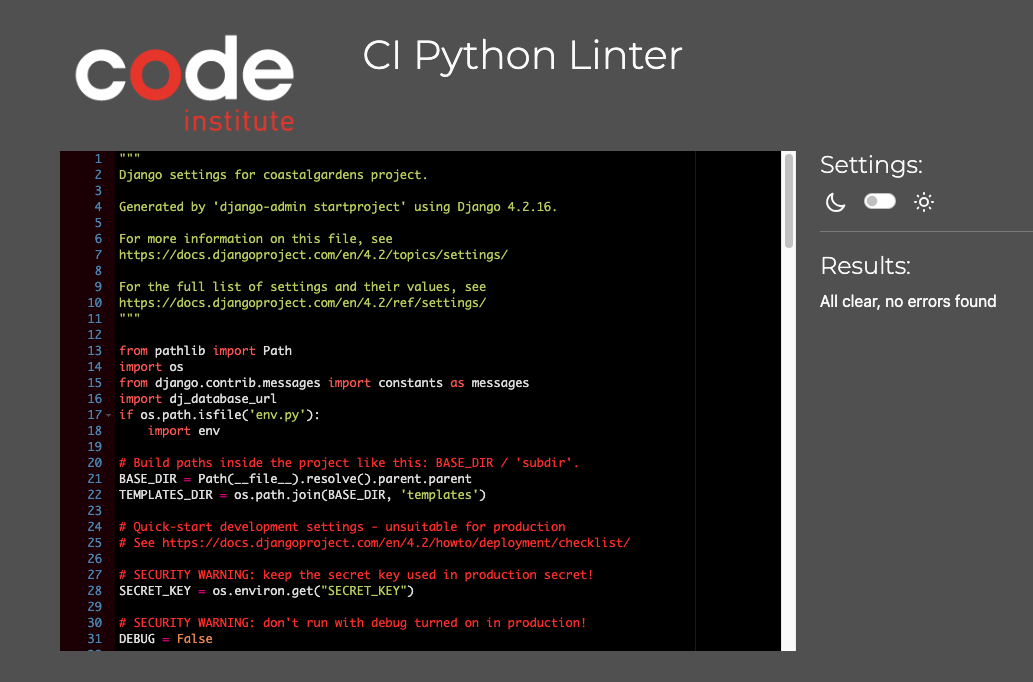 code
institute
CI Python Linter
1 """
2 Django settings for coastalgardens project.
3
4 Generated by 'django-admin startproject' using Django 4.2.16.
5
6 For more information on this file, see
7 https://docs.djangoproject.com/en/4.2/topics/settings/
8
9 For the full list of settings and their values, see
10 https://docs.djangoproject.com/en/4.2/ref/settings/
11 """
12
13 from pathlib import Path
14 import os
15 from django.contrib.messages import constants as messages
16 import dj_database_url
17 if os.path.isfile('env.py'):
18     import env
19
20 # Build paths inside the project like this: BASE_DIR / 'subdir'.
21 BASE_DIR = Path(__file__).resolve().parent.parent
22 TEMPLATES_DIR = os.path.join(BASE_DIR, 'templates')
23
24 # Quick-start development settings - unsuitable for production
25 # See https://docs.djangoproject.com/en/4.2/howto/deployment/checklist/
26
27 # SECURITY WARNING: keep the secret key used in production secret!
28 SECRET_KEY = os.environ.get("SECRET_KEY")
29
30 # SECURITY WARNING: don't run with debug turned on in production!
31 DEBUG = False
Settings:
Results:
All clear, no errors found